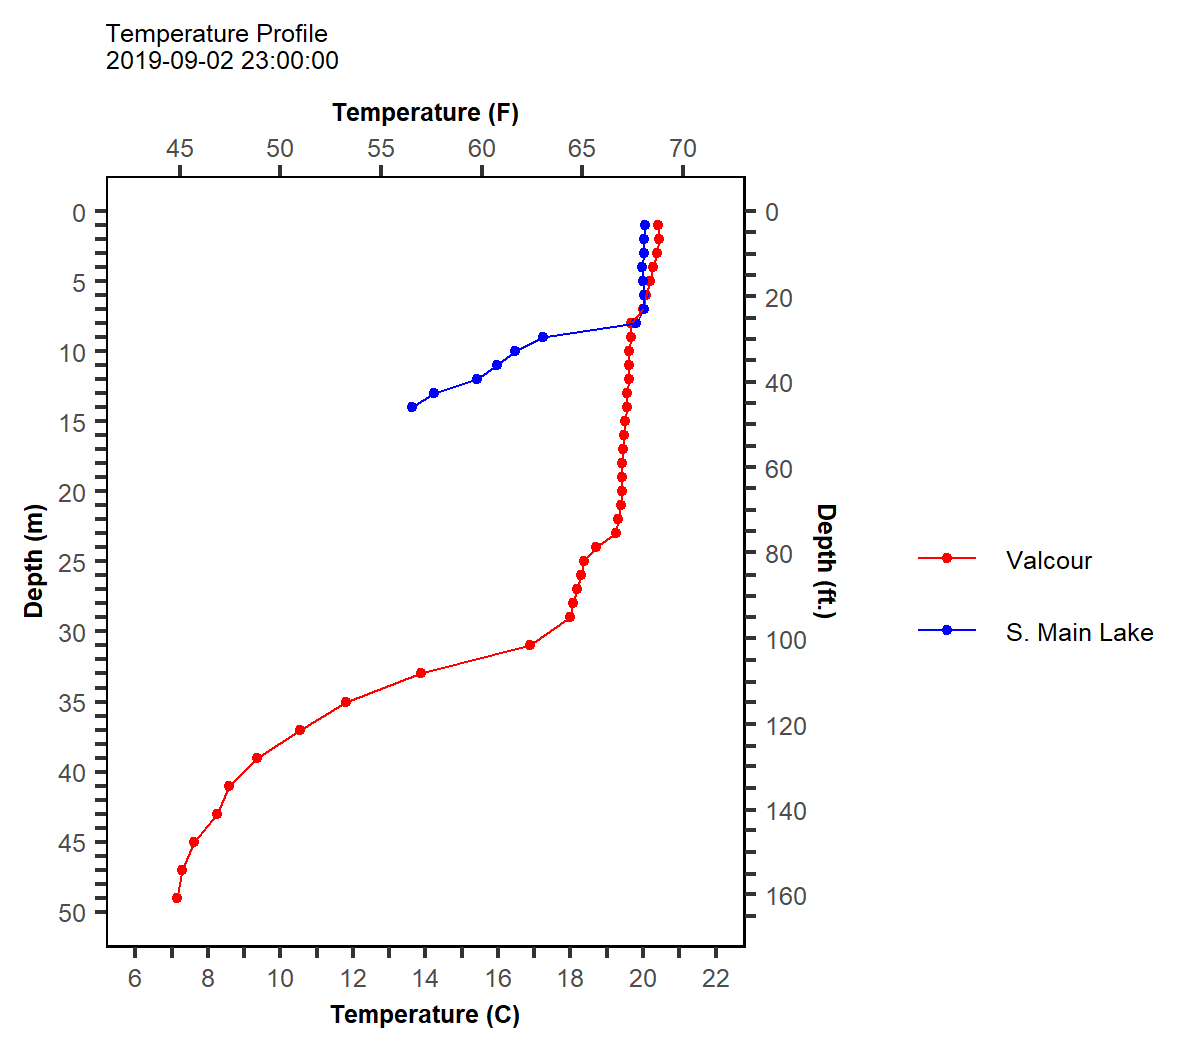 Temperature Profile
2019-09-02 23:00:00
Temperature (F)
45 50 55 60 65 70
0
5
10
15
20
25
30
35
40
45
50
Depth (m)
0
20
40
60
80
100
120
140
160
Depth (ft.)
Valcour
S. Main Lake
6 8 10 12 14 16 18 20 22
Temperature (C)